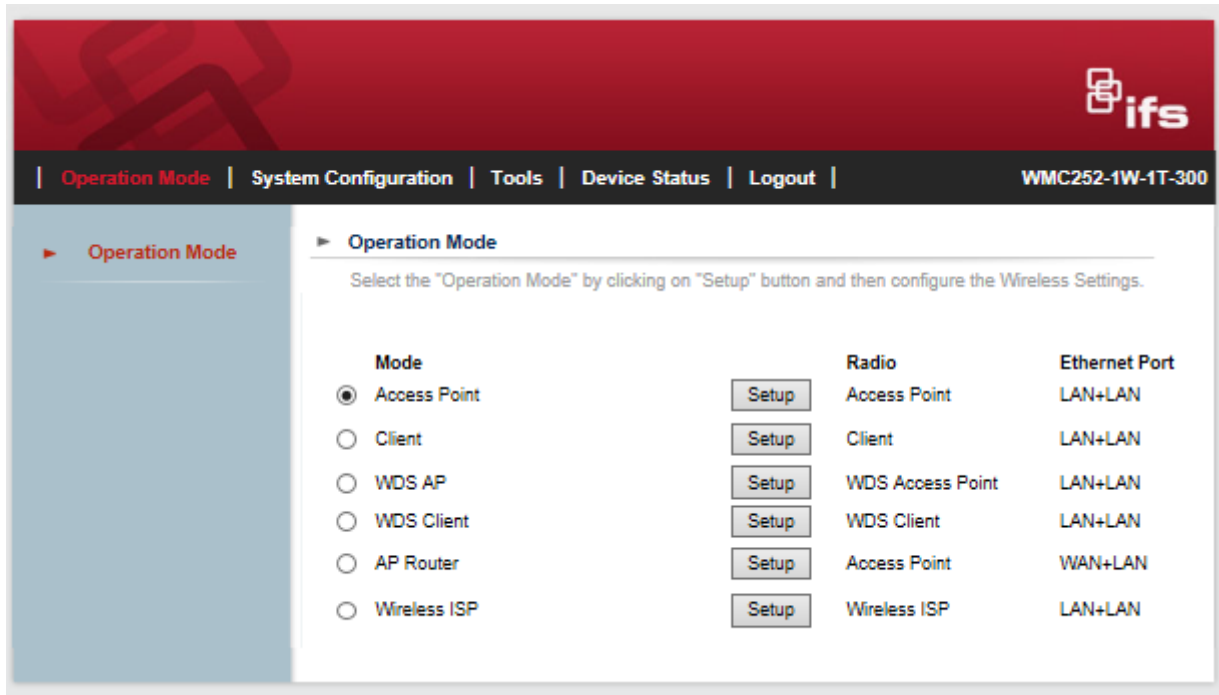 ifs
| Operation Mode | System Configuration | Tools | Device Status | Logout | WMC252-1W-1T-300
Operation Mode
Operation Mode
Select the "Operation Mode" by clicking on "Setup" button and then configure the Wireless Settings.
Mode Radio Ethernet Port
Access Point Setup Access Point LAN+LAN
Client Setup Client LAN+LAN
WDS AP Setup WDS Access Point LAN+LAN
WDS Client Setup WDS Client LAN+LAN
AP Router Setup Access Point WAN+LAN
Wireless ISP Setup Wireless ISP LAN+LAN